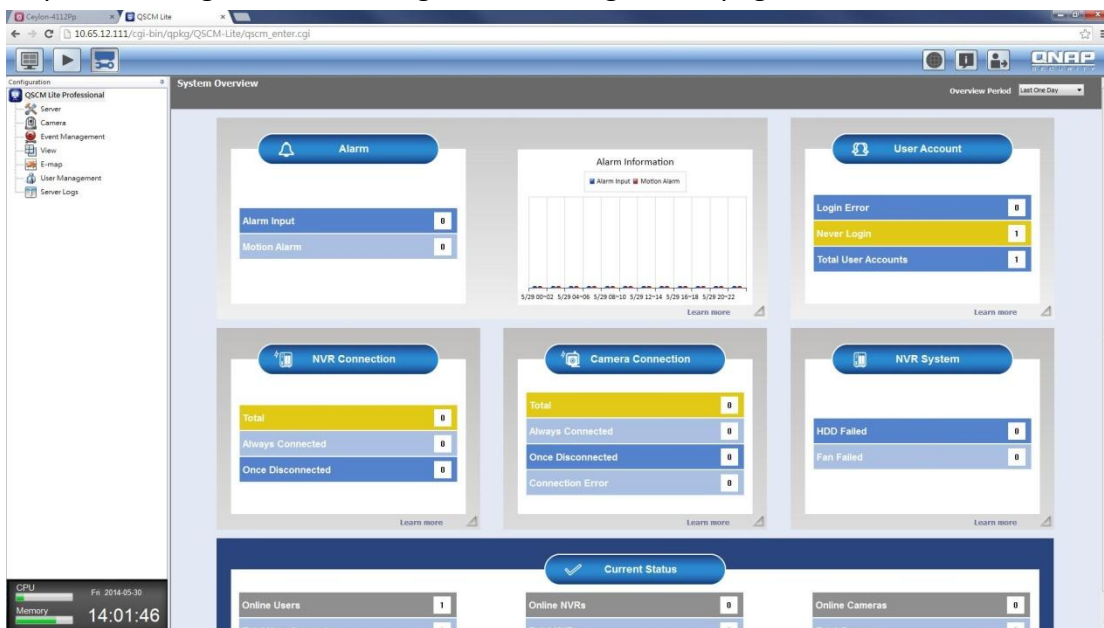 Ceylon-4112Pp
QSCM Lite
10.65.12.111/cgi-bin/qpkg/QSCM-Lite/qscm_enter.cgi
QNAP
SECURITY
Configuration
QSCM Lite Professional
Server
Camera
Event Management
View
E-map
User Management
Server Logs
System Overview
Overview Period
Last One Day
Alarm
Alarm Input 0
Motion Alarm 0
Alarm Information
Alarm Input Motion Alarm
5/29 00~02 5/29 04~06 5/29 08~10 5/29 12~14 5/29 16~18 5/29 20~22
Learn more
User Account
Login Error 0
Never Login 1
Total User Accounts 1
Learn more
NVR Connection
Total 0
Always Connected 0
Once Disconnected 0
Learn more
Camera Connection
Total 0
Always Connected 0
Once Disconnected 0
Connection Error 0
Learn more
NVR System
HDD Failed 0
Fan Failed 0
Learn more
Current Status
Online Users 1
Online NVRs 0
Online Cameras 0
CPU
Memory
Fri 2014-05-30
14:01:46